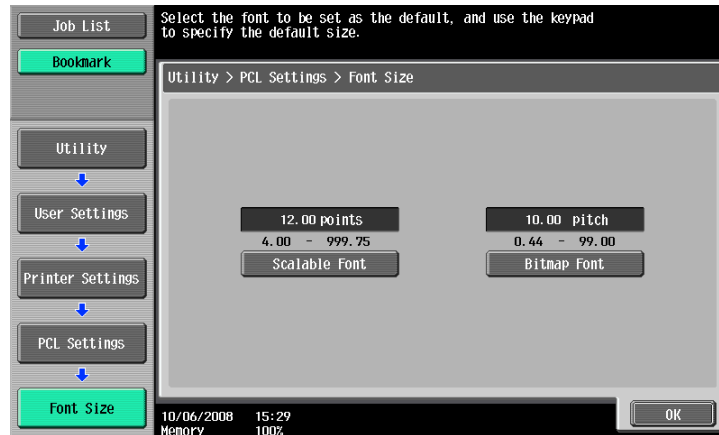 Job List
Select the font to be set as the default, and use the keypad
to specify the default size.
Bookmark
Utility > PCL Settings > Font Size
Utility
User Settings
Printer Settings
PCL Settings
Font Size
12.00 points
4.00 - 999.75
Scalable Font
10.00 pitch
0.44 - 99.00
Bitmap Font
10/06/2008 15:29
Memory 100%
OK